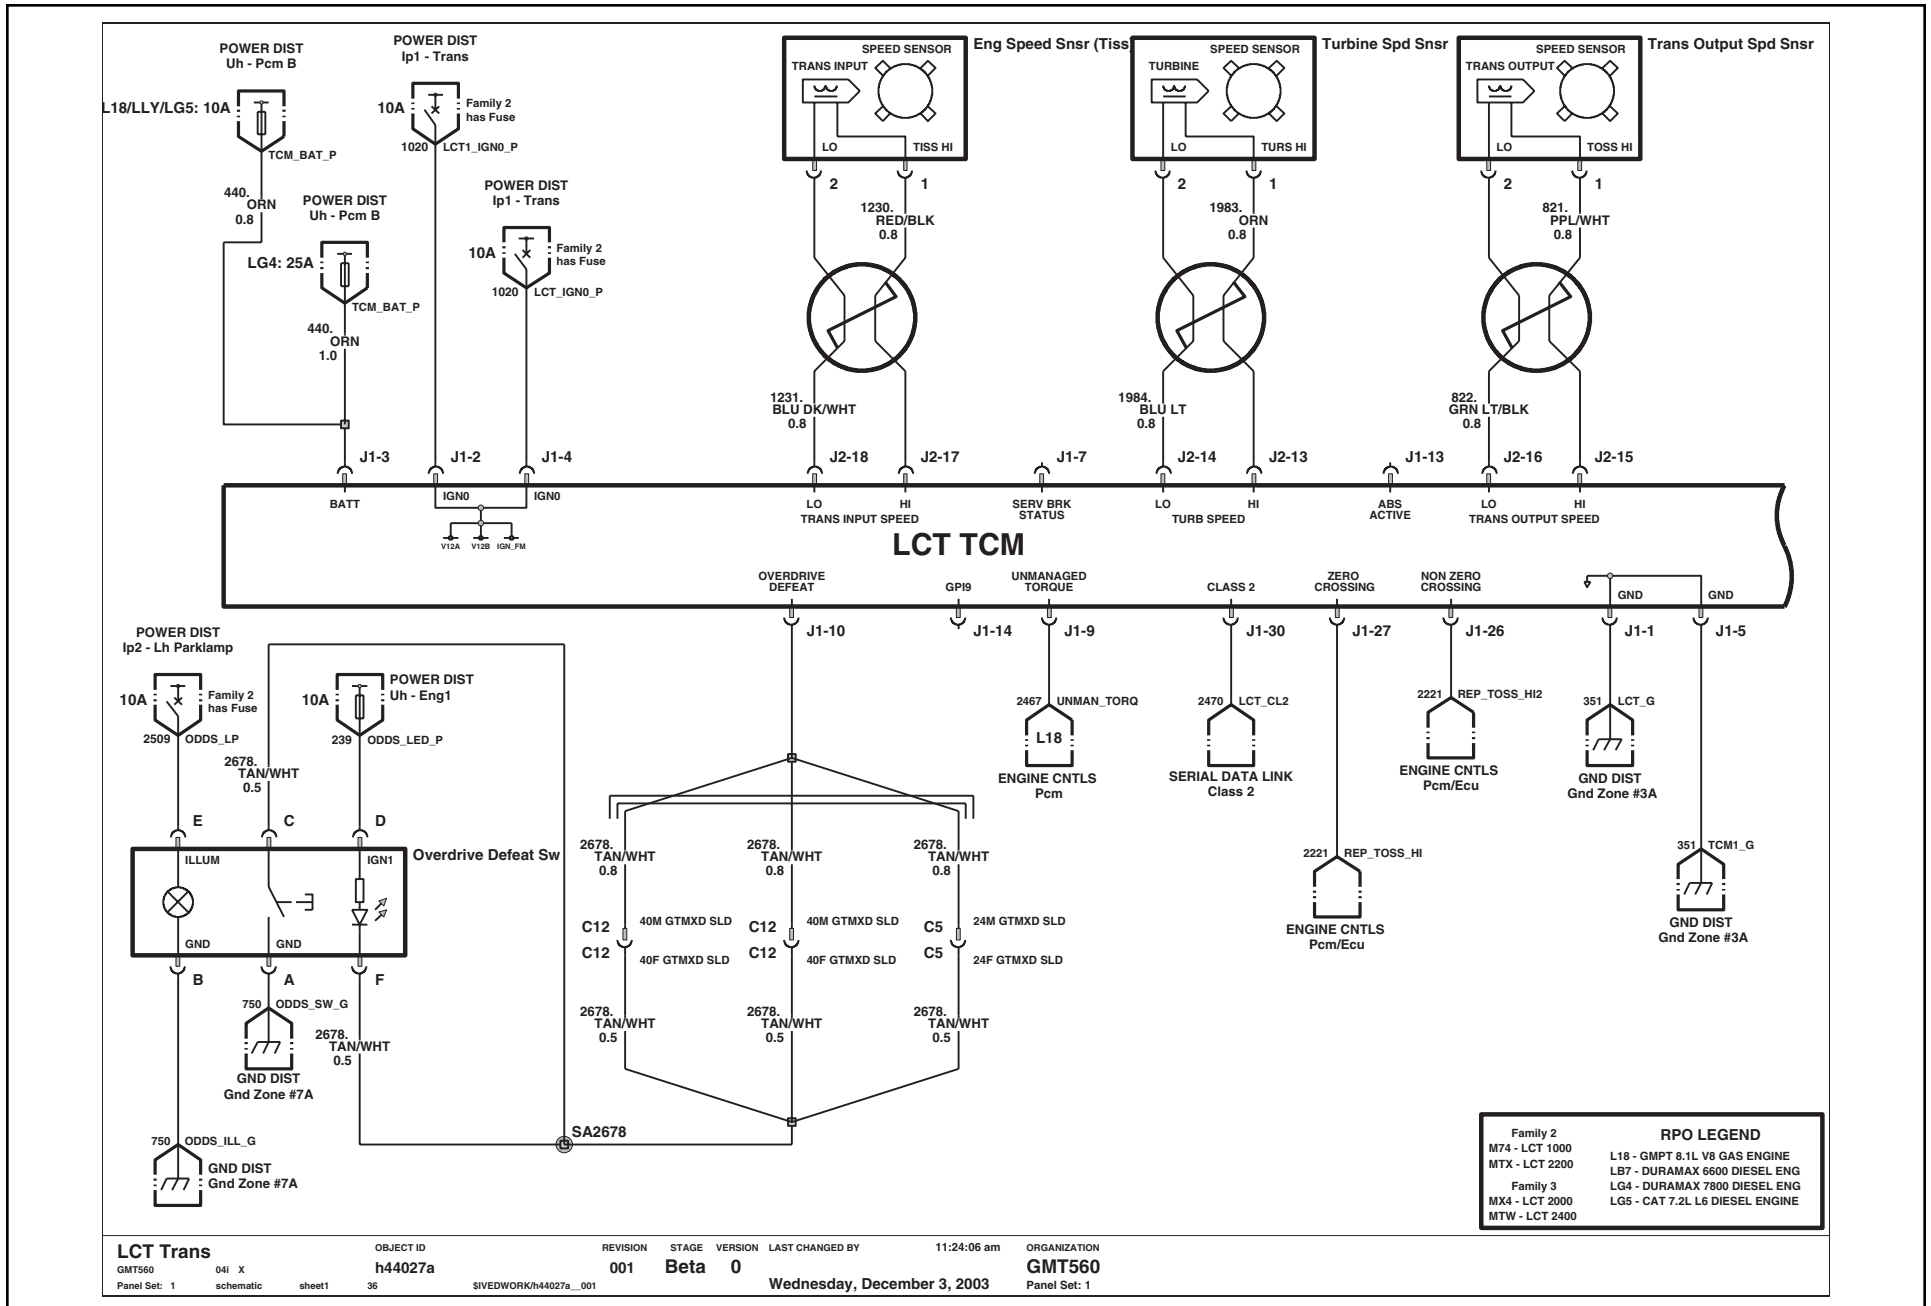 POWER DIST
Uh - Pcm B
L18/LLY/LG5: 10A
TCM_BAT_P
440.
ORN
0.8
POWER DIST
Uh - Pcm B
LG4: 25A
TCM_BAT_P
440.
ORN
1.0
POWER DIST
Ip1 - Trans
10A
Family 2
has Fuse
1020
LCT1_IGN0_P
POWER DIST
Ip1 - Trans
10A
Family 2
has Fuse
1020
LCT_IGN0_P
SPEED SENSOR
Eng Speed Snsr (Tiss
TRANS INPUT
LO
TISS HI
2
1
1230.
RED/BLK
0.8
1231.
BLU DK/WHT
0.8
SPEED SENSOR
Turbine Spd Snsr
TURBINE
LO
TURS HI
2
1
1983.
ORN
0.8
1984.
BLU LT
0.8
SPEED SENSOR
Trans Output Spd Snsr
TRANS OUTPUT
LO
TOSS HI
2
1
821.
PPL/WHT
0.8
822.
GRN LT/BLK
0.8
J1-3
J1-2
J1-4
J2-18
J2-17
J1-7
J2-14
J2-13
J1-13
J2-16
J2-15
BATT
IGN0
IGN0
V12A
V12B
IGN_FM
LO
HI
TRANS INPUT SPEED
SERV BRK
STATUS
LO
HI
TURB SPEED
ABS
ACTIVE
LO
HI
TRANS OUTPUT SPEED
LCT TCM
OVERDRIVE
DEFEAT
GPI9
UNMANAGED
TORQUE
CLASS 2
ZERO
CROSSING
NON ZERO
CROSSING
GND
GND
J1-10
J1-14
J1-9
J1-30
J1-27
J1-26
J1-1
J1-5
POWER DIST
Ip2 - Lh Parklamp
10A
Family 2
has Fuse
2509
ODDS_LP
2678.
TAN/WHT
0.5
10A
POWER DIST
Uh - Eng1
239
ODDS_LED_P
E
C
D
ILLUM
IGN1
Overdrive Defeat Sw
GND
GND
B
A
F
750
ODDS_SW_G
GND DIST
Gnd Zone #7A
2678.
TAN/WHT
0.5
750
ODDS_ILL_G
GND DIST
Gnd Zone #7A
SA2678
2678.
TAN/WHT
0.8
2678.
TAN/WHT
0.8
2678.
TAN/WHT
0.8
C12
40M GTMXD SLD
C12
40M GTMXD SLD
C5
24M GTMXD SLD
C12
40F GTMXD SLD
C12
40F GTMXD SLD
C5
24F GTMXD SLD
2678.
TAN/WHT
0.5
2678.
TAN/WHT
0.5
2678.
TAN/WHT
0.5
2467
UNMAN_TORQ
L18
ENGINE CNTLS
Pcm
2470
LCT_CL2
SERIAL DATA LINK
Class 2
2221
REP_TOSS_HI
ENGINE CNTLS
Pcm/Ecu
2221
REP_TOSS_HI2
ENGINE CNTLS
Pcm/Ecu
351
LCT_G
GND DIST
Gnd Zone #3A
351
TCM1_G
GND DIST
Gnd Zone #3A
Family 2
M74 - LCT 1000
MTX - LCT 2200
Family 3
MX4 - LCT 2000
MTW - LCT 2400
RPO LEGEND
L18 - GMPT 8.1L V8 GAS ENGINE
LB7 - DURAMAX 6600 DIESEL ENG
LG4 - DURAMAX 7800 DIESEL ENG
LG5 - CAT 7.2L L6 DIESEL ENGINE
LCT Trans
OBJECT ID
REVISION
STAGE
VERSION
LAST CHANGED BY
11:24:06 am
ORGANIZATION
GMT560
04i X
h44027a
001
Beta
0
GMT560
Panel Set: 1
schematic
sheet1
36
$IVEDWORK/h44027a__001
Wednesday, December 3, 2003
Panel Set: 1